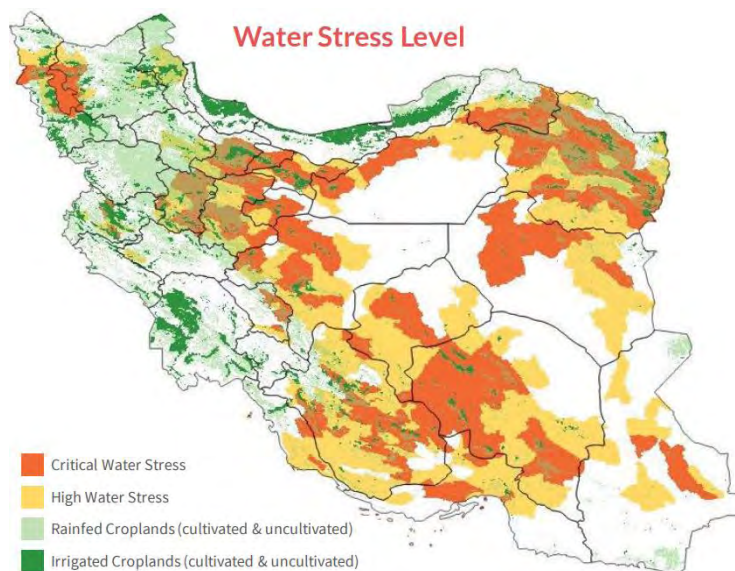 Water Stress Level
Critical Water Stress
High Water Stress
Rainfed Croplands (cultivated & uncultivated)
Irrigated Croplands (cultivated & uncultivated)